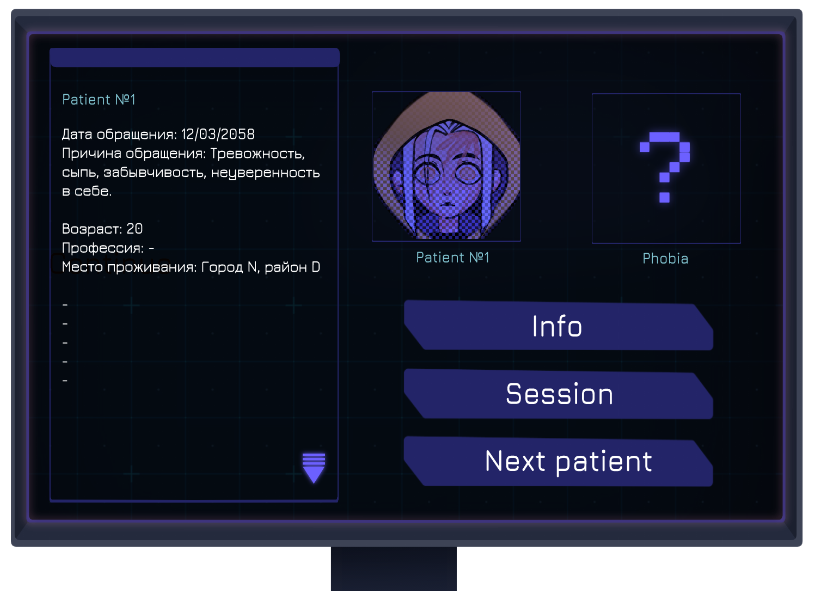 Patient №1
Дата обращения: 12/03/2058
Причина обращения: Тревожность,
сыпь, забывчивость, неуверенность
в себе.
Возраст: 20
Профессия: -
Место проживания: Город N, район D
-
-
-
-
-
Patient №1
Phobia
Info
Session
Next patient